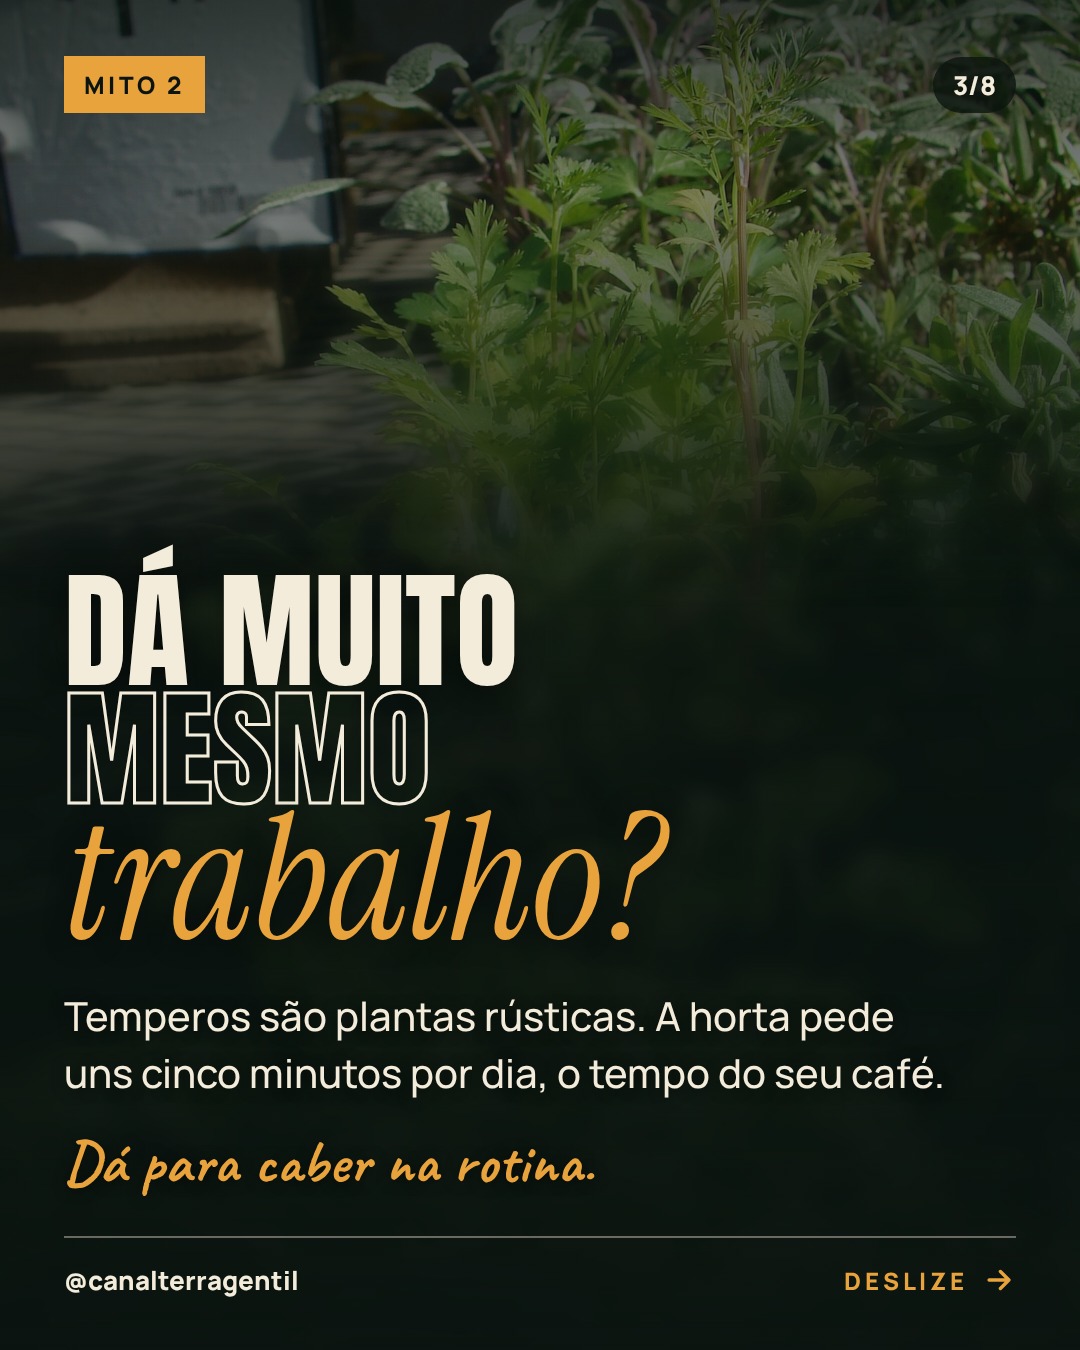 MITO 2
3/8
DÁ MUITO
MESMO
trabalho?
Temperos são plantas rústicas. A horta pede
uns cinco minutos por dia, o tempo do seu café.
Dá para caber na rotina.
@canalterragentil
DESLIZE →